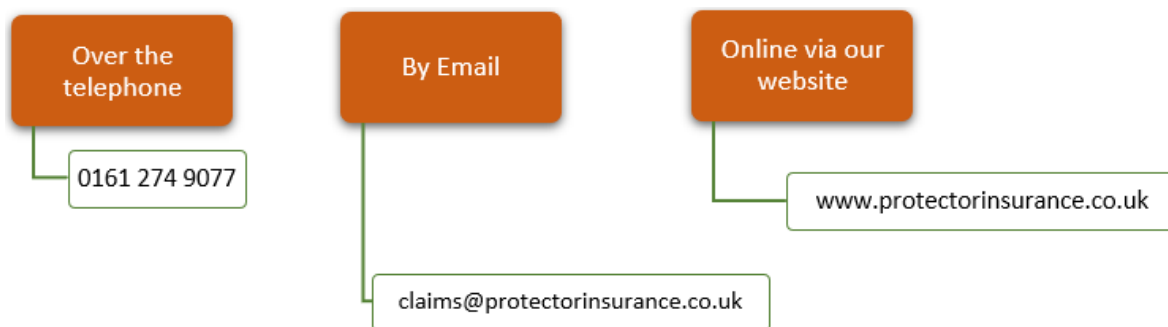 Over the
telephone
0161 274 9077
By Email
claims@protectorinsurance.co.uk
Online via our
website
www.protectorinsurance.co.uk